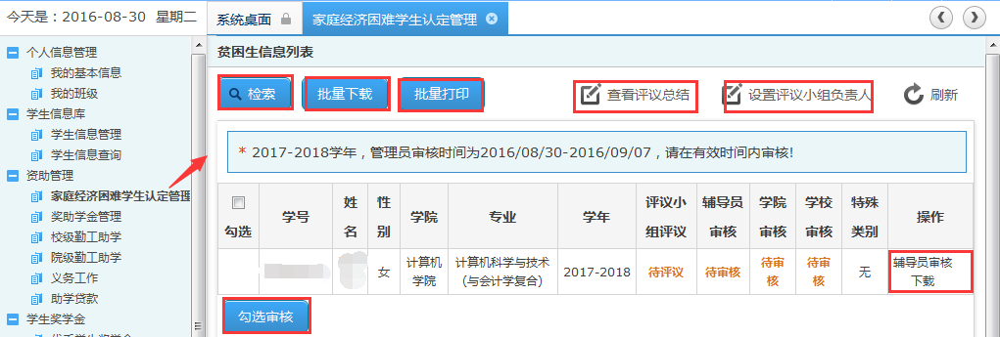 今天是：2016-08-30 星期二
系统桌面
家庭经济困难学生认定管理
个人信息管理
我的基本信息
我的班级
学生信息库
学生信息管理
学生信息查询
资助管理
家庭经济困难学生认定管理
奖助学金管理
校级勤工助学
院级勤工助学
义务工作
助学贷款
学生奖学金
贫困生信息列表
检索
批量下载
批量打印
查看评议总结
设置评议小组负责人
刷新
* 2017-2018学年，管理员审核时间为2016/08/30-2016/09/07，请在有效时间内审核！
勾选
学号
姓名
性别
学院
专业
学年
评议小组评议
辅导员审核
学院审核
学校审核
特殊类别
操作
女
计算机学院
计算机科学与技术（与会计学复合）
2017-2018
待评议
待审核
待审核
待审核
无
辅导员审核
下载
勾选审核